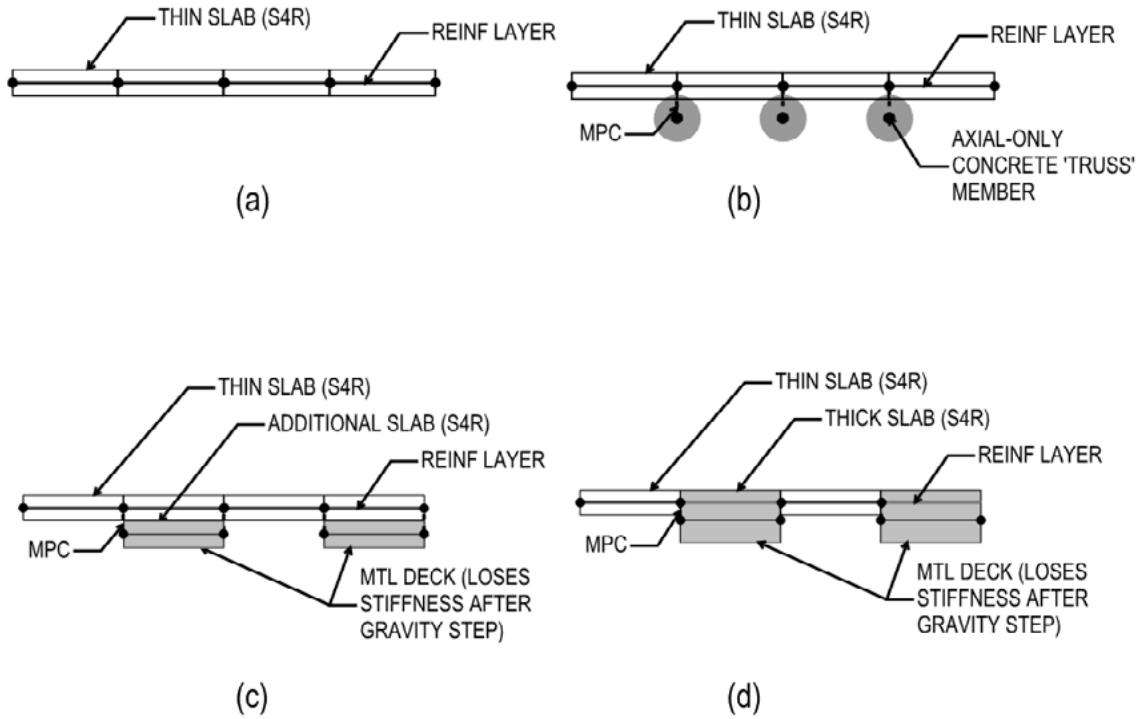 THIN SLAB (S4R)
REINF LAYER
(a)
THIN SLAB (S4R)
REINF LAYER
MPC
AXIAL-ONLY
CONCRETE 'TRUSS'
MEMBER
(b)
THIN SLAB (S4R)
ADDITIONAL SLAB (S4R)
REINF LAYER
MPC
MTL DECK (LOSES
STIFFNESS AFTER
GRAVITY STEP)
(c)
THIN SLAB (S4R)
THICK SLAB (S4R)
REINF LAYER
MPC
MTL DECK (LOSES
STIFFNESS AFTER
GRAVITY STEP)
(d)